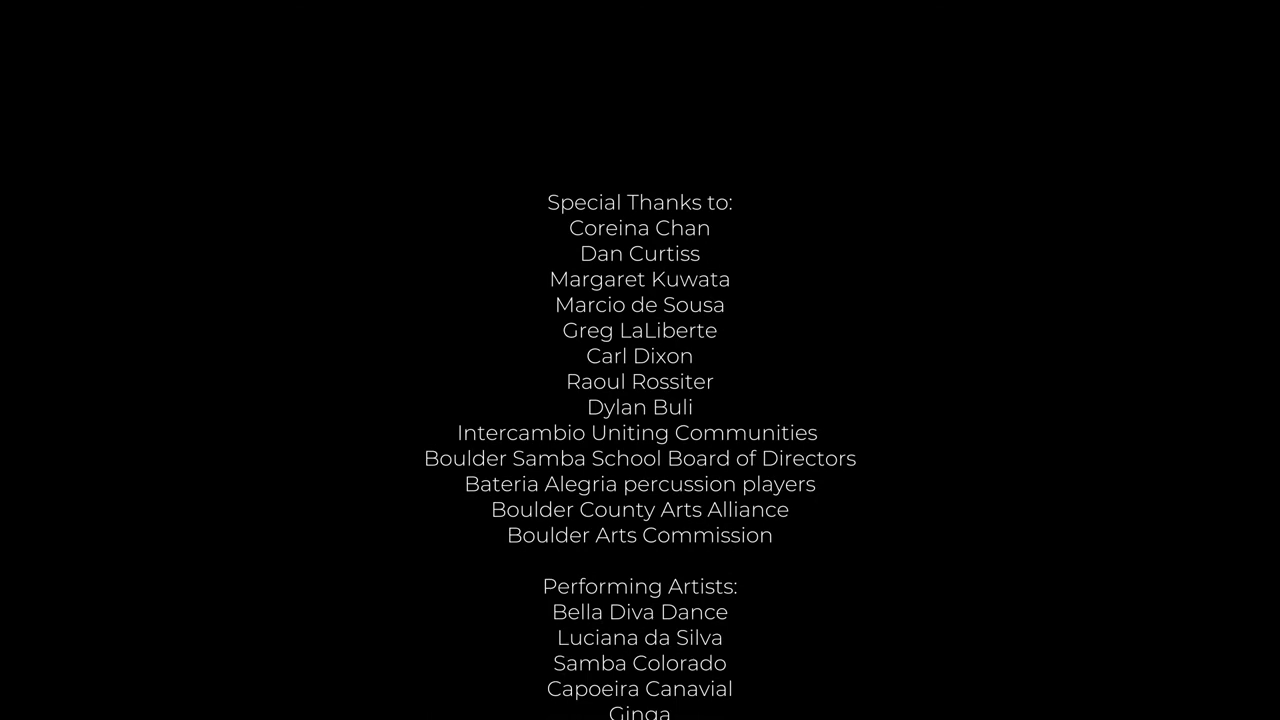 Special Thanks to:
Coreina Chan
Dan Curtiss
Margaret Kuwata
Marcio de Sousa
Greg LaLiberte
Carl Dixon
Raoul Rossiter
Dylan Buli
Intercambio Uniting Communities
Boulder Samba School Board of Directors
Bateria Alegria percussion players
Boulder County Arts Alliance
Boulder Arts Commission
Performing Artists:
Bella Diva Dance
Luciana da Silva
Samba Colorado
Capoeira Canavial
Ginga